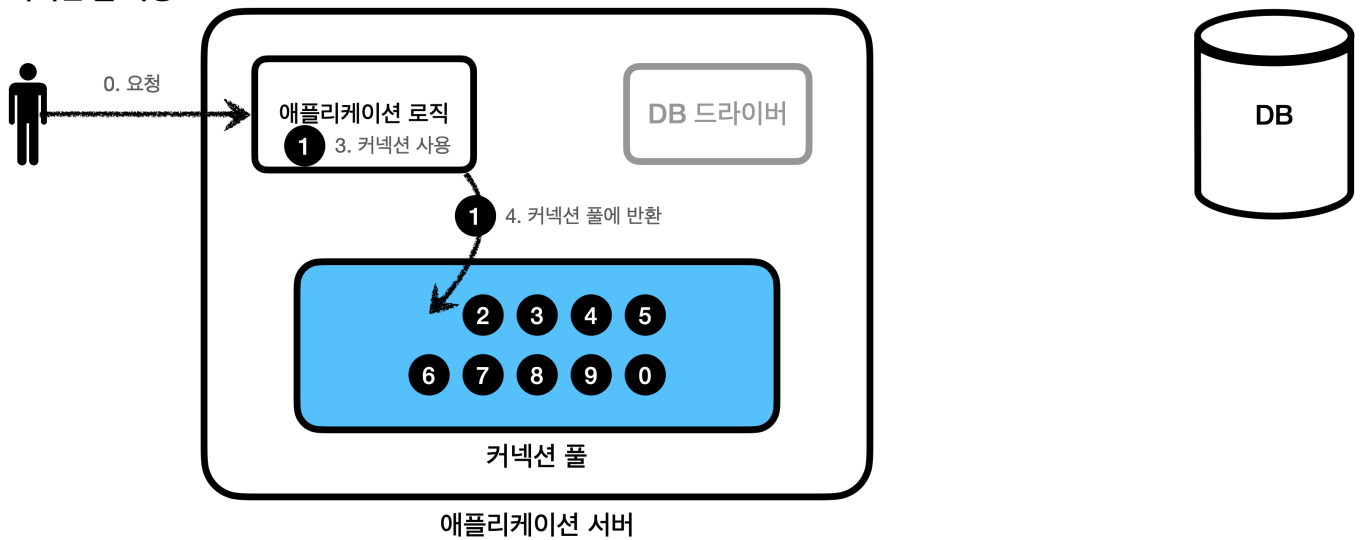 0. 요청
애플리케이션 로직
1 3. 커넥션 사용
DB 드라이버
DB
1 4. 커넥션 풀에 반환
2 3 4 5
6 7 8 9 0
커넥션 풀
애플리케이션 서버